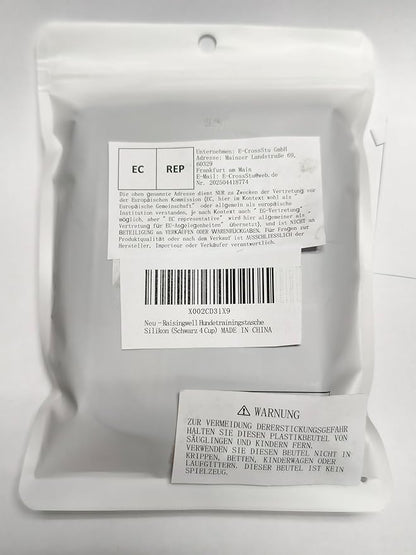 EC REP
Unternehmen: E-CrossStu GmbH
Adresse: Mainzer Landstraße 69,
60329
Frankfurt am Main
E-Mail: E-CrossStu@web.de
Nr. 202504418774
Die oben genannte Adresse dient NUR zu Zwecken der Vertretung vor
der Europäischen Kommission (EC, hier im Kontext wohl als
Europäische Gemeinschaft" oder allgemein als europäische
Institution verstanden, je nach Kontext auch "EG-Vertretung"
möglich, aber "EC representative" wird hier allgemeiner als
Vertretung für EU-Angelegenheiten" übersetzt), und ist NICHT an
BETEILIGUNG an VERKÄUFEN ODER WARENRÜCKGABEN. Für Fragen zur
Produktqualität oder nach dem Verkauf ist AUSSCHLIESSLICH der
Hersteller, Importeur oder Verkäufer verantwortlich.
X002CD31X9
Neu - Raisingwell Hundetrainingstasche
Silikon (Schwarz 4 Cup) MADE IN CHINA
⚠ WARNUNG
ZUR VERMEIDUNG DERERSTICKUNGSGEFAHR
HALTEN SIE DIESEN PLASTIKBEUTEL VON
SÄUGLINGEN UND KINDERN FERN.
VERWENDEN SIE DIESEN BEUTEL NICHT IN
KRIPPEN, BETTEN, KINDERWAGEN ODER
LAUFGITTERN. DIESER BEUTEL IST KEIN
SPIELZEUG.